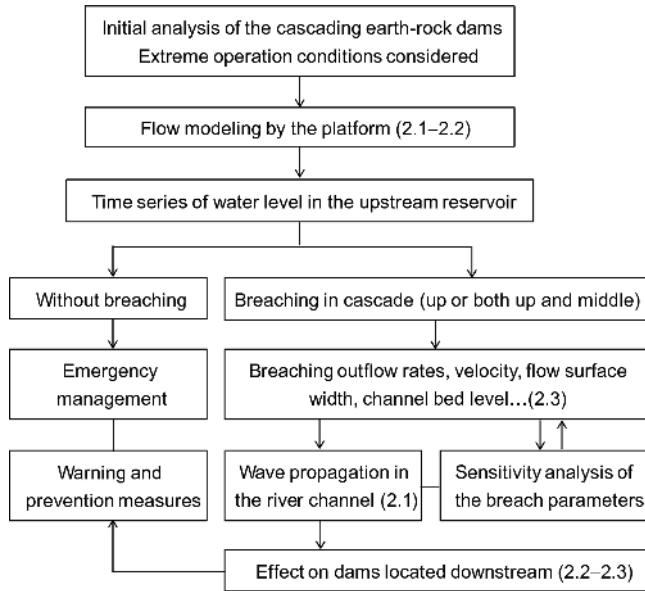 Initial analysis of the cascading earth-rock dams
Extreme operation conditions considered
Flow modeling by the platform (2.1–2.2)
Time series of water level in the upstream reservoir
Without breaching
Breaching in cascade (up or both up and middle)
Emergency
management
Breaching outflow rates, velocity, flow surface
width, channel bed level…(2.3)
Warning and
prevention measures
Wave propagation in
the river channel (2.1)
Sensitivity analysis of
the breach parameters
Effect on dams located downstream (2.2–2.3)